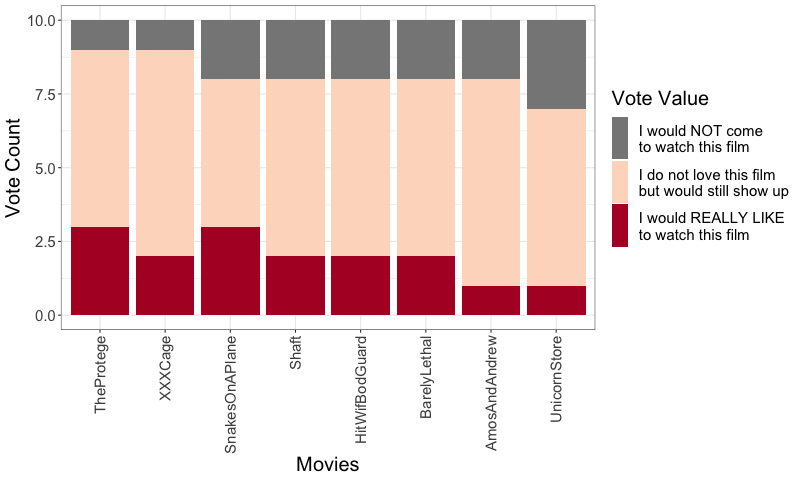 10.0
7.5
5.0
2.5
0.0
Vote Count
TheProtege
XXXCage
SnakesOnAPlane
Shaft
HitWifBodGuard
BarelyLethal
AmosAndAndrew
UnicornStore
Movies
Vote Value
I would NOT come
to watch this film
I do not love this film
but would still show up
I would REALLY LIKE
to watch this film